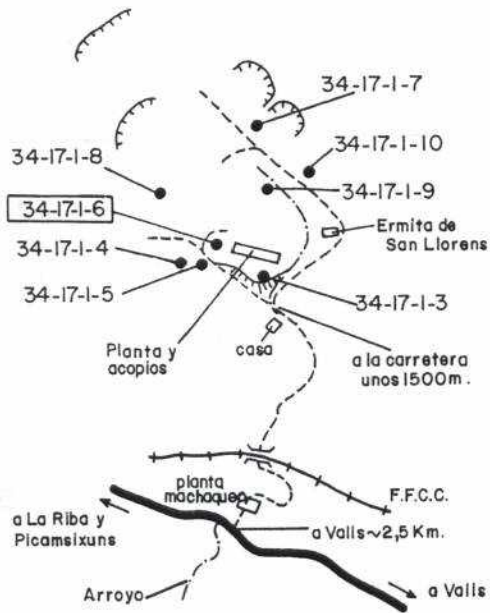 34-17-1-7
34-17-1-10
34-17-1-8
34-17-1-9
34-17-1-6
Ermita de
San Llorens
34-17-1-4
34-17-1-5
34-17-1-3
Planta y
acopios
casa
a la carretera
unos 1500m.
planta
machaqueo
F.F.C.C.
a La Riba y
Picamsixuns
a Valls~2,5 Km.
Arroyo
a Valls